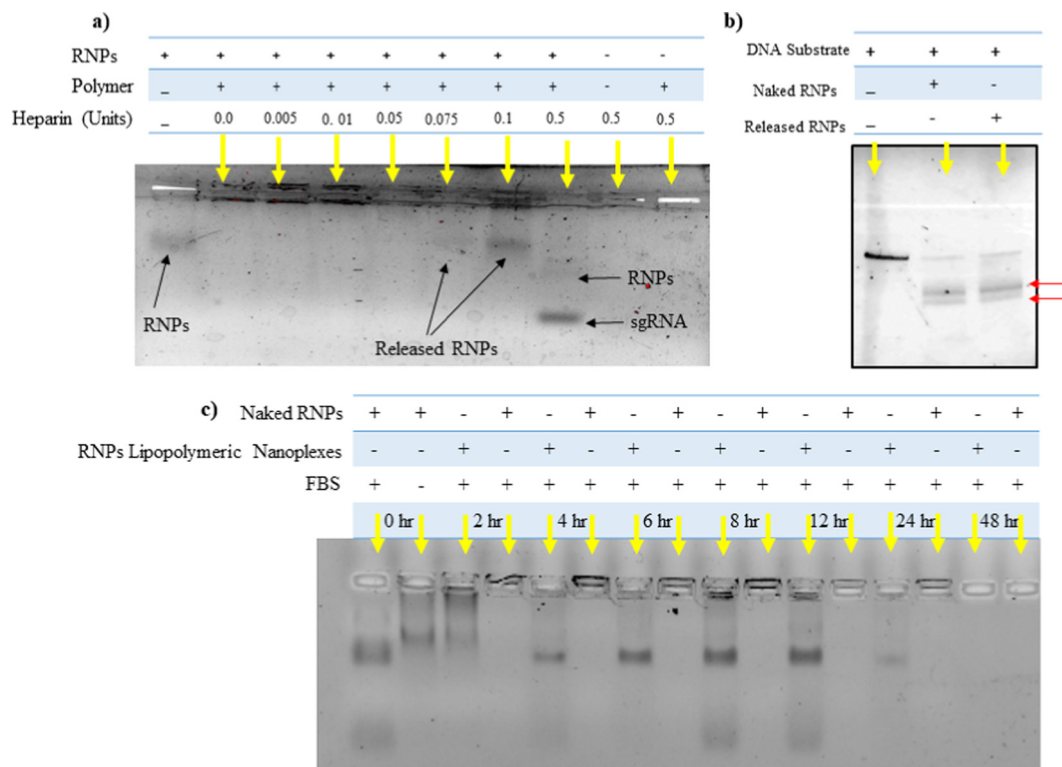 a)
RNPs + + + + + + + + - -
Polymer _ + + + + + + + - +
Heparin (Units) _ 0.0 0.005 0. 01 0.05 0.075 0.1 0.5 0.5 0.5
RNPs
Released RNPs
RNPs
sgRNA
b)
DNA Substrate + + +
Naked RNPs _ + -
Released RNPs _ - +
c)
Naked RNPs + + - + - + - + - + - + - + - +
RNPs Lipopolymeric Nanoplexes - - + - + - + - + - + - + - + -
FBS + - + + + + + + + + + + + + + +
0 hr 2 hr 4 hr 6 hr 8 hr 12 hr 24 hr 48 hr